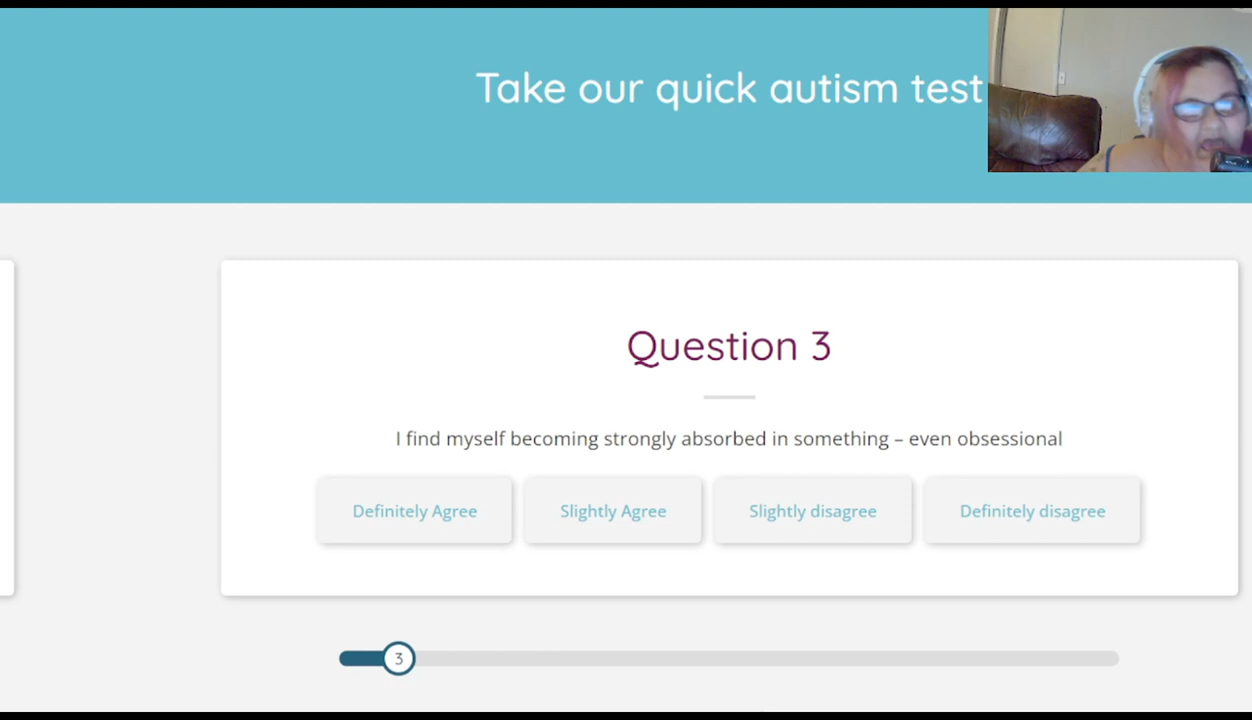 Take our quick autism test
Question 3
I find myself becoming strongly absorbed in something – even obsessional
Definitely Agree
Slightly Agree
Slightly disagree
Definitely disagree
3